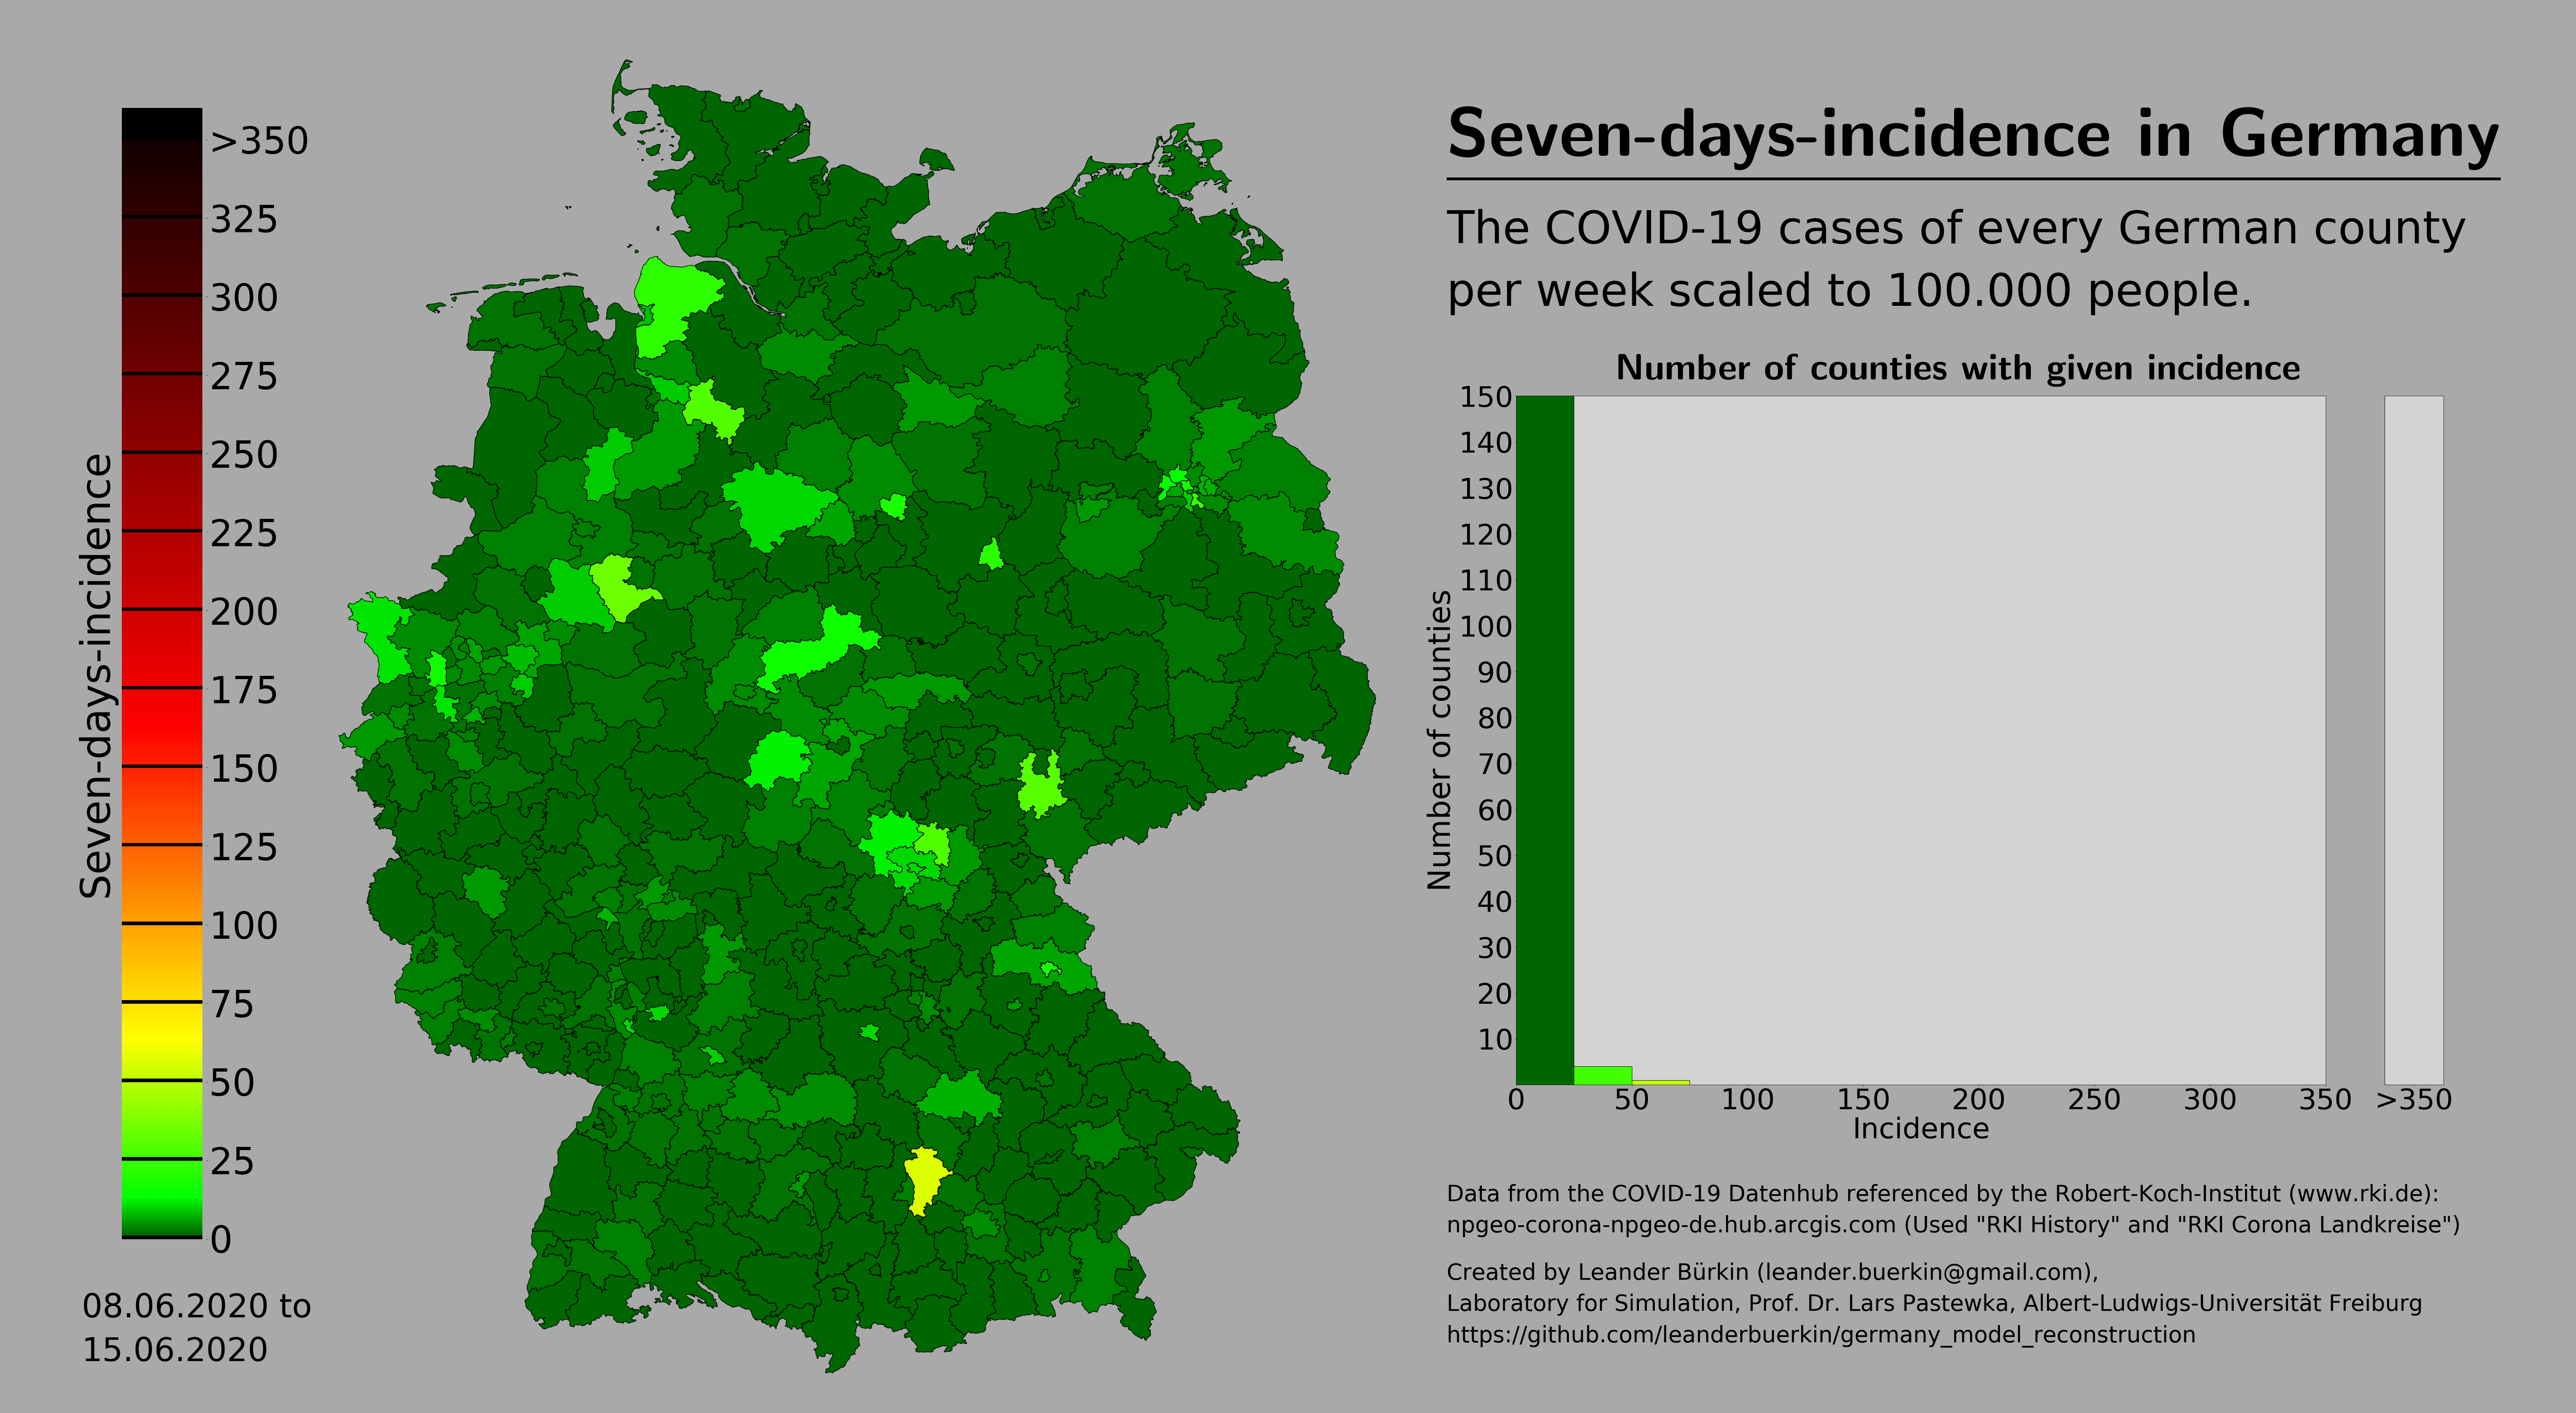 Seven-days-incidence
>350
325
300
275
250
225
200
175
150
125
100
75
50
25
0
08.06.2020 to
15.06.2020
Seven-days-incidence in Germany
The COVID-19 cases of every German county
per week scaled to 100.000 people.
Number of counties with given incidence
Number of counties
150
140
130
120
110
100
90
80
70
60
50
40
30
20
10
0 50 100 150 200 250 300 350 >350
Incidence
Data from the COVID-19 Datenhub referenced by the Robert-Koch-Institut (www.rki.de):
npgeo-corona-npgeo-de.hub.arcgis.com (Used "RKI History" and "RKI Corona Landkreise")
Created by Leander Bürkin (leander.buerkin@gmail.com),
Laboratory for Simulation, Prof. Dr. Lars Pastewka, Albert-Ludwigs-Universität Freiburg
https://github.com/leanderbuerkin/germany_model_reconstruction